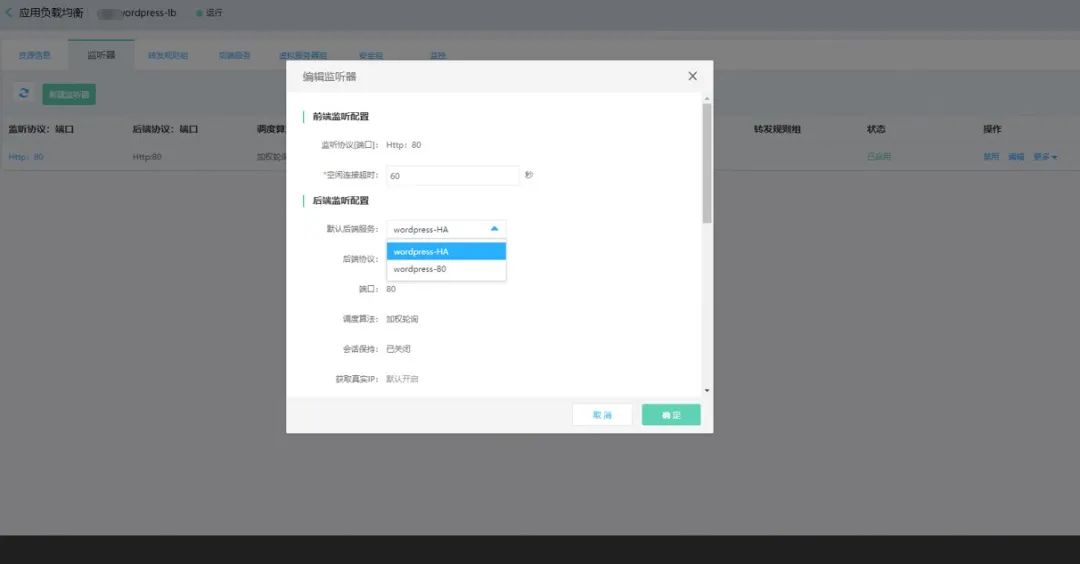 应用负载均衡 ordpress-lb 运行
资源信息 监听器 转发规则组 后端服务 虚拟服务器组 安全组 监控
新建监听器
监听协议：端口 后端协议：端口 调度算 转发规则组 状态 操作
Http：80 Http:80 加权轮询 已启用 禁用 编辑 更多
编辑监听器
前端监听配置
监听协议[端口]： Http：80
*空闲连接超时： 60 秒
后端监听配置
默认后端服务： wordpress-HA
wordpress-HA
后端协议：
wordpress-80
端口： 80
调度算法： 加权轮询
会话保持： 已关闭
获取真实IP： 默认开启
取消 确定